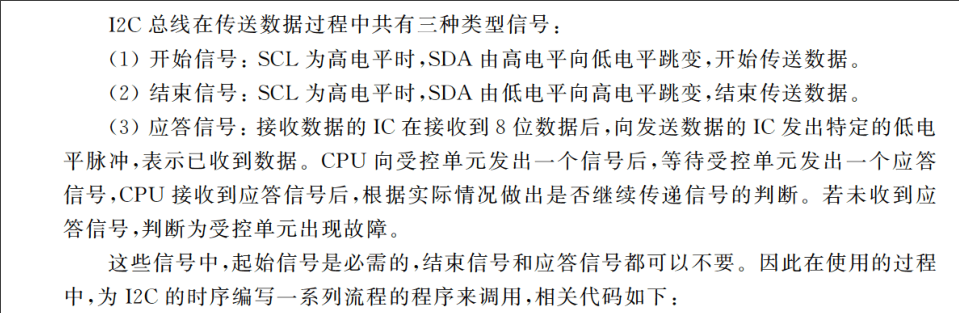 I2C 总线在传送数据过程中共有三种类型信号:
(1) 开始信号: SCL 为高电平时,SDA 由高电平向低电平跳变,开始传送数据。
(2) 结束信号: SCL 为高电平时,SDA 由低电平向高电平跳变,结束传送数据。
(3) 应答信号: 接收数据的 IC 在接收到 8 位数据后,向发送数据的 IC 发出特定的低电
平脉冲,表示已收到数据。CPU 向受控单元发出一个信号后,等待受控单元发出一个应答
信号,CPU 接收到应答信号后,根据实际情况做出是否继续传递信号的判断。若未收到应
答信号,判断为受控单元出现故障。
这些信号中,起始信号是必需的,结束信号和应答信号都可以不要。因此在使用的过程
中,为 I2C 的时序编写一系列流程的程序来调用,相关代码如下: